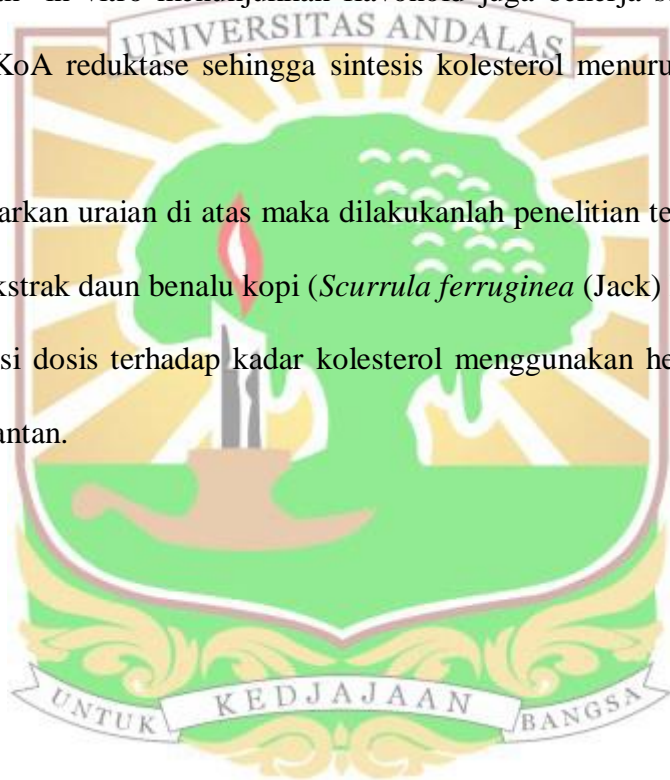 in vitro menunjukkan flavonoid juga bekerja
UNIVERSITAS ANDALAS
KoA reduktase sehingga sintesis kolesterol menuru
arkan uraian di atas maka dilakukanlah penelitian te
kstrak daun benalu kopi (Scurrula ferruginea (Jack)
si dosis terhadap kadar kolesterol menggunakan he
antan.
UNTUK KEDJAJAAN BANGSA